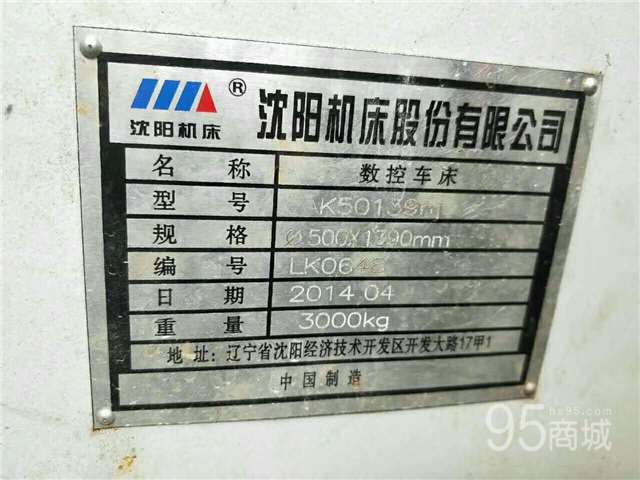 沈阳机床 ® 沈阳机床股份有限公司
名 称 数控车床
型 号
规 格 Ø500X1390mm
编 号
日 期 2014.04
重 量 3000kg
地 址: 辽宁省沈阳经济技术开发区开发大路17甲1
中国制造
hs95.com
95商城